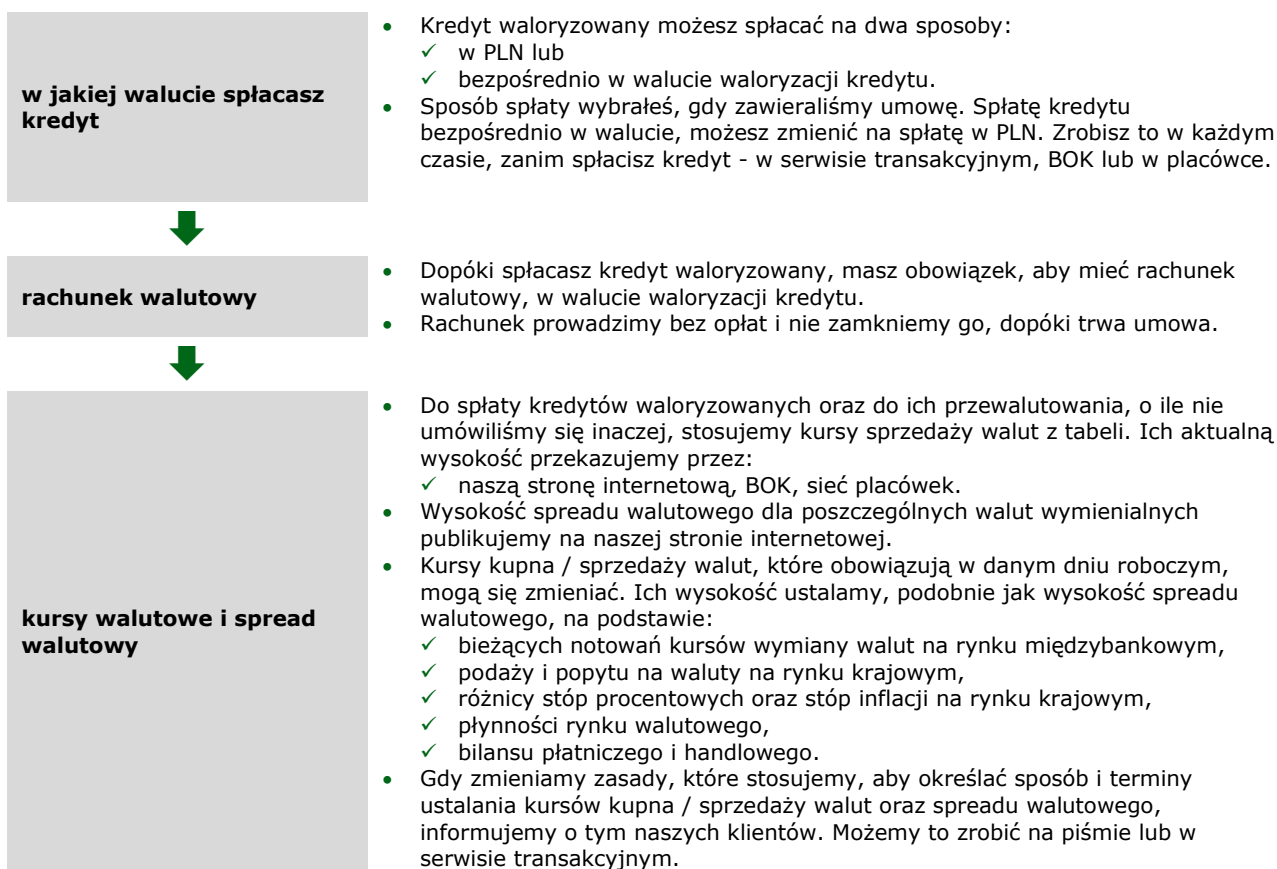 w jakiej walucie spłacasz
kredyt
• Kredyt waloryzowany możesz spłacać na dwa sposoby:
✓ w PLN lub
✓ bezpośrednio w walucie waloryzacji kredytu.
• Sposób spłaty wybrałeś, gdy zawieraliśmy umowę. Spłatę kredytu
bezpośrednio w walucie, możesz zmienić na spłatę w PLN. Zrobisz to w każdym
czasie, zanim spłacisz kredyt - w serwisie transakcyjnym, BOK lub w placówce.
rachunek walutowy
• Dopóki spłacasz kredyt waloryzowany, masz obowiązek, aby mieć rachunek
walutowy, w walucie waloryzacji kredytu.
• Rachunek prowadzimy bez opłat i nie zamkniemy go, dopóki trwa umowa.
kursy walutowe i spread
walutowy
• Do spłaty kredytów waloryzowanych oraz do ich przewalutowania, o ile nie
umówiliśmy się inaczej, stosujemy kursy sprzedaży walut z tabeli. Ich aktualną
wysokość przekazujemy przez:
✓ naszą stronę internetową, BOK, sieć placówek.
• Wysokość spreadu walutowego dla poszczególnych walut wymienialnych
publikujemy na naszej stronie internetowej.
• Kursy kupna / sprzedaży walut, które obowiązują w danym dniu roboczym,
mogą się zmieniać. Ich wysokość ustalamy, podobnie jak wysokość spreadu
walutowego, na podstawie:
✓ bieżących notowań kursów wymiany walut na rynku międzybankowym,
✓ podaży i popytu na waluty na rynku krajowym,
✓ różnicy stóp procentowych oraz stóp inflacji na rynku krajowym,
✓ płynności rynku walutowego,
✓ bilansu płatniczego i handlowego.
• Gdy zmieniamy zasady, które stosujemy, aby określać sposób i terminy
ustalania kursów kupna / sprzedaży walut oraz spreadu walutowego,
informujemy o tym naszych klientów. Możemy to zrobić na piśmie lub w
serwisie transakcyjnym.